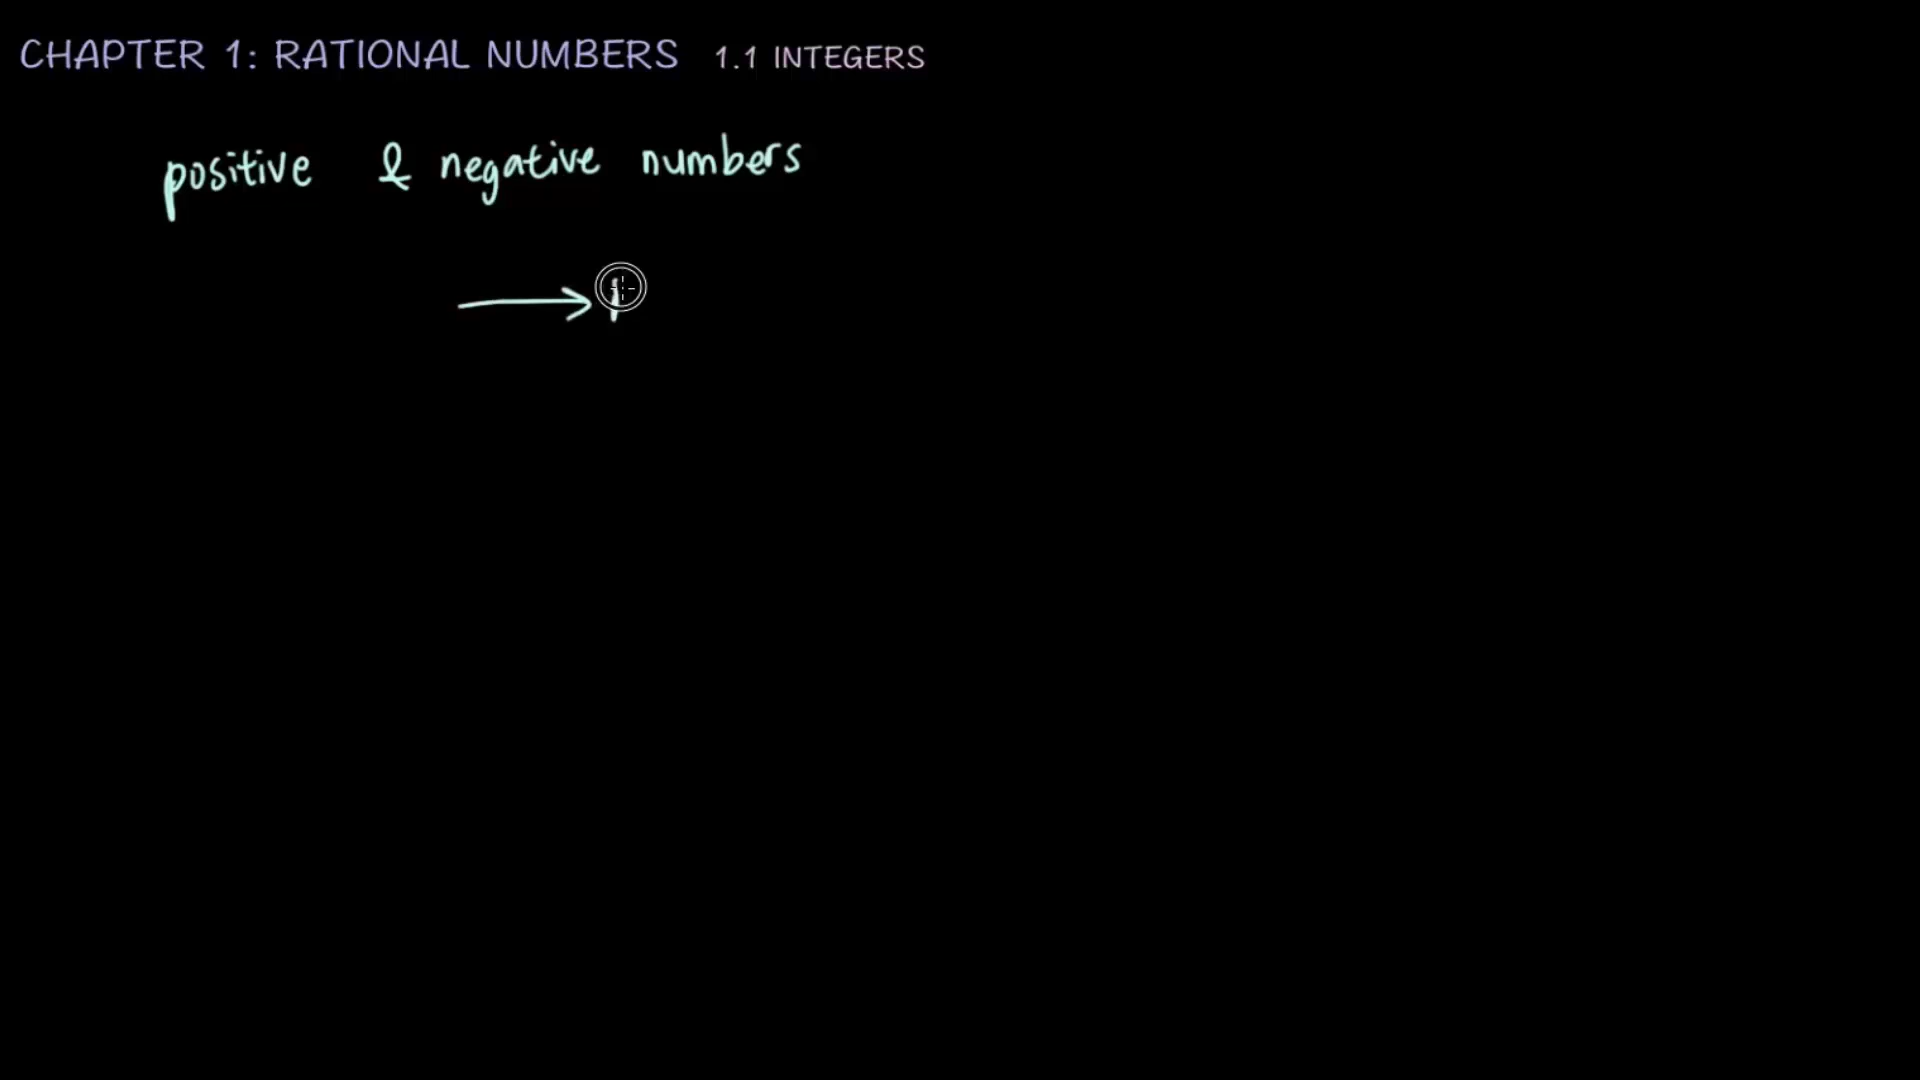 CHAPTER 1: RATIONAL NUMBERS 1.1 INTEGERS
positive & negative numbers
→